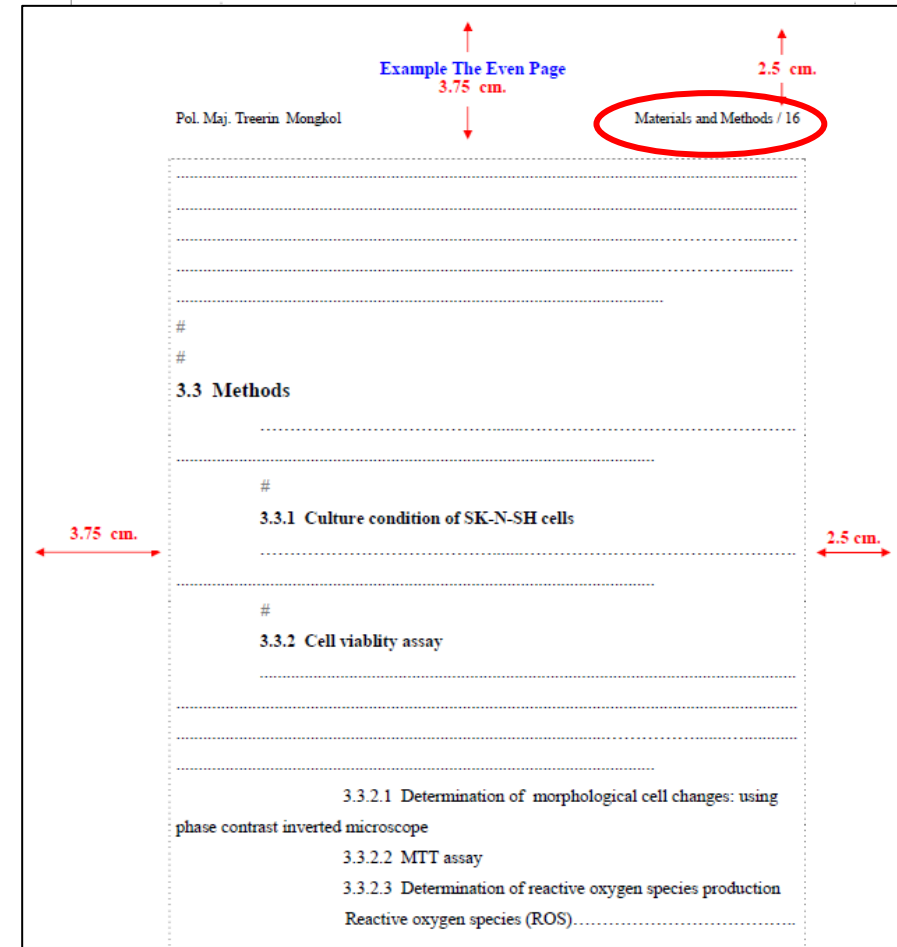 Example The Even Page
2.5 cm.
3.75 cm.
Pol. Maj. Treerin Mongkol
Materials and Methods / 16
#
#
3.3 Methods
#
3.3.1 Culture condition of SK-N-SH cells
3.75 cm.
2.5 cm.
#
3.3.2 Cell viablity assay
3.3.2.1 Determination of morphological cell changes: using
phase contrast inverted microscope
3.3.2.2 MTT assay
3.3.2.3 Determination of reactive oxygen species production
Reactive oxygen species (ROS)......................................